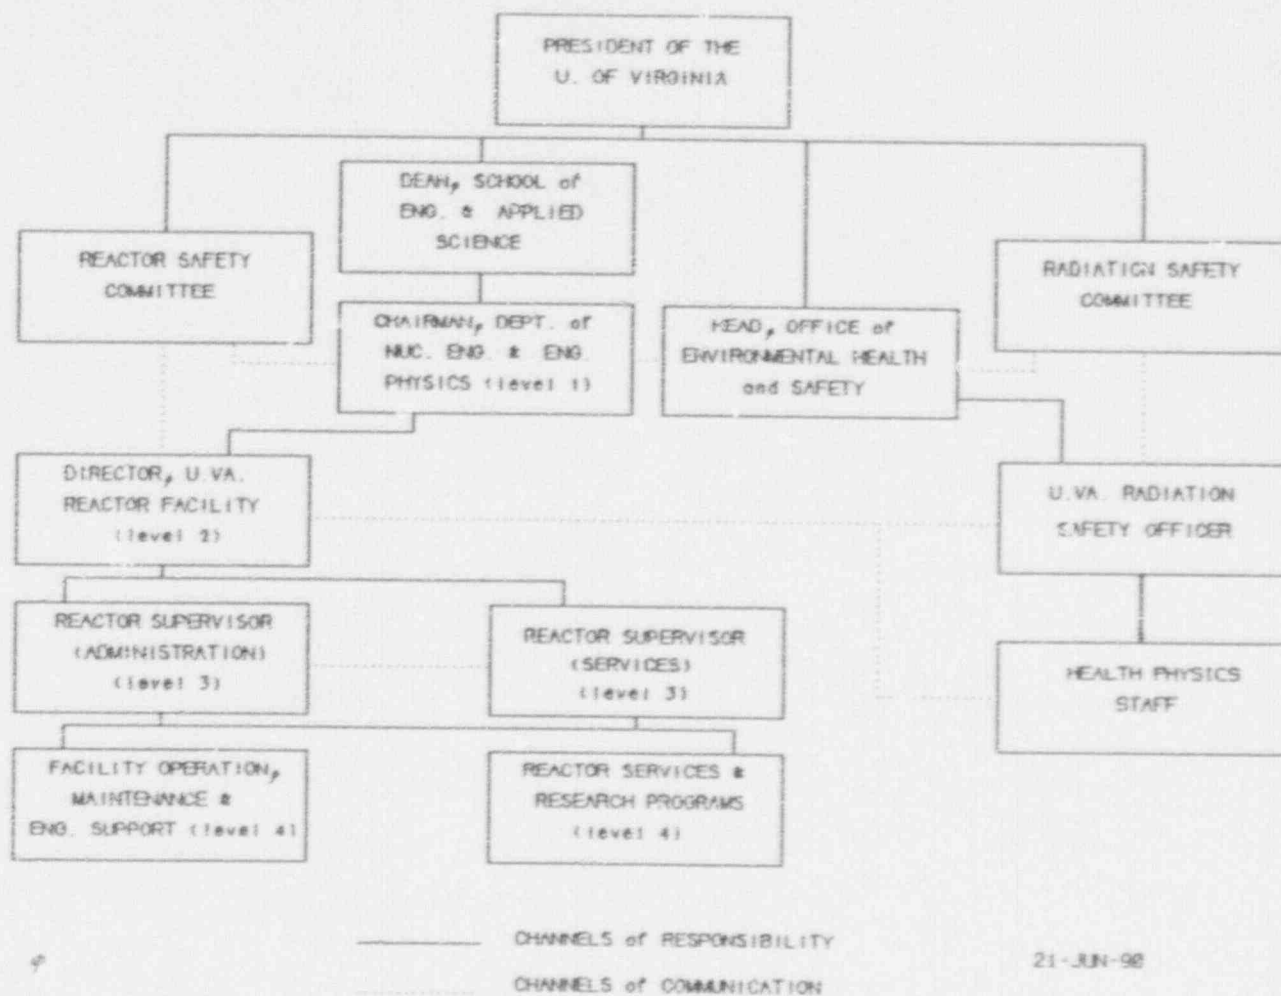 PRESIDENT OF THE
U. OF VIRGINIA
DEAN, SCHOOL of
ENG. & APPLIED
SCIENCE
REACTOR SAFETY
COMMITTEE
RADIATION SAFETY
COMMITTEE
CHAIRMAN, DEPT. of
NUC. ENG. & ENG.
PHYSICS (level 1)
HEAD, OFFICE of
ENVIRONMENTAL HEALTH
and SAFETY
DIRECTOR, U.VA.
REACTOR FACILITY
(level 2)
U.VA. RADIATION
SAFETY OFFICER
REACTOR SUPERVISOR
(ADMINISTRATION)
(level 3)
REACTOR SUPERVISOR
(SERVICES)
(level 3)
HEALTH PHYSICS
STAFF
FACILITY OPERATION,
MAINTENANCE &
ENG. SUPPORT (level 4)
REACTOR SERVICES &
RESEARCH PROGRAMS
(level 4)
CHANNELS of RESPONSIBILITY
CHANNELS of COMMUNICATION
21-JUN-90